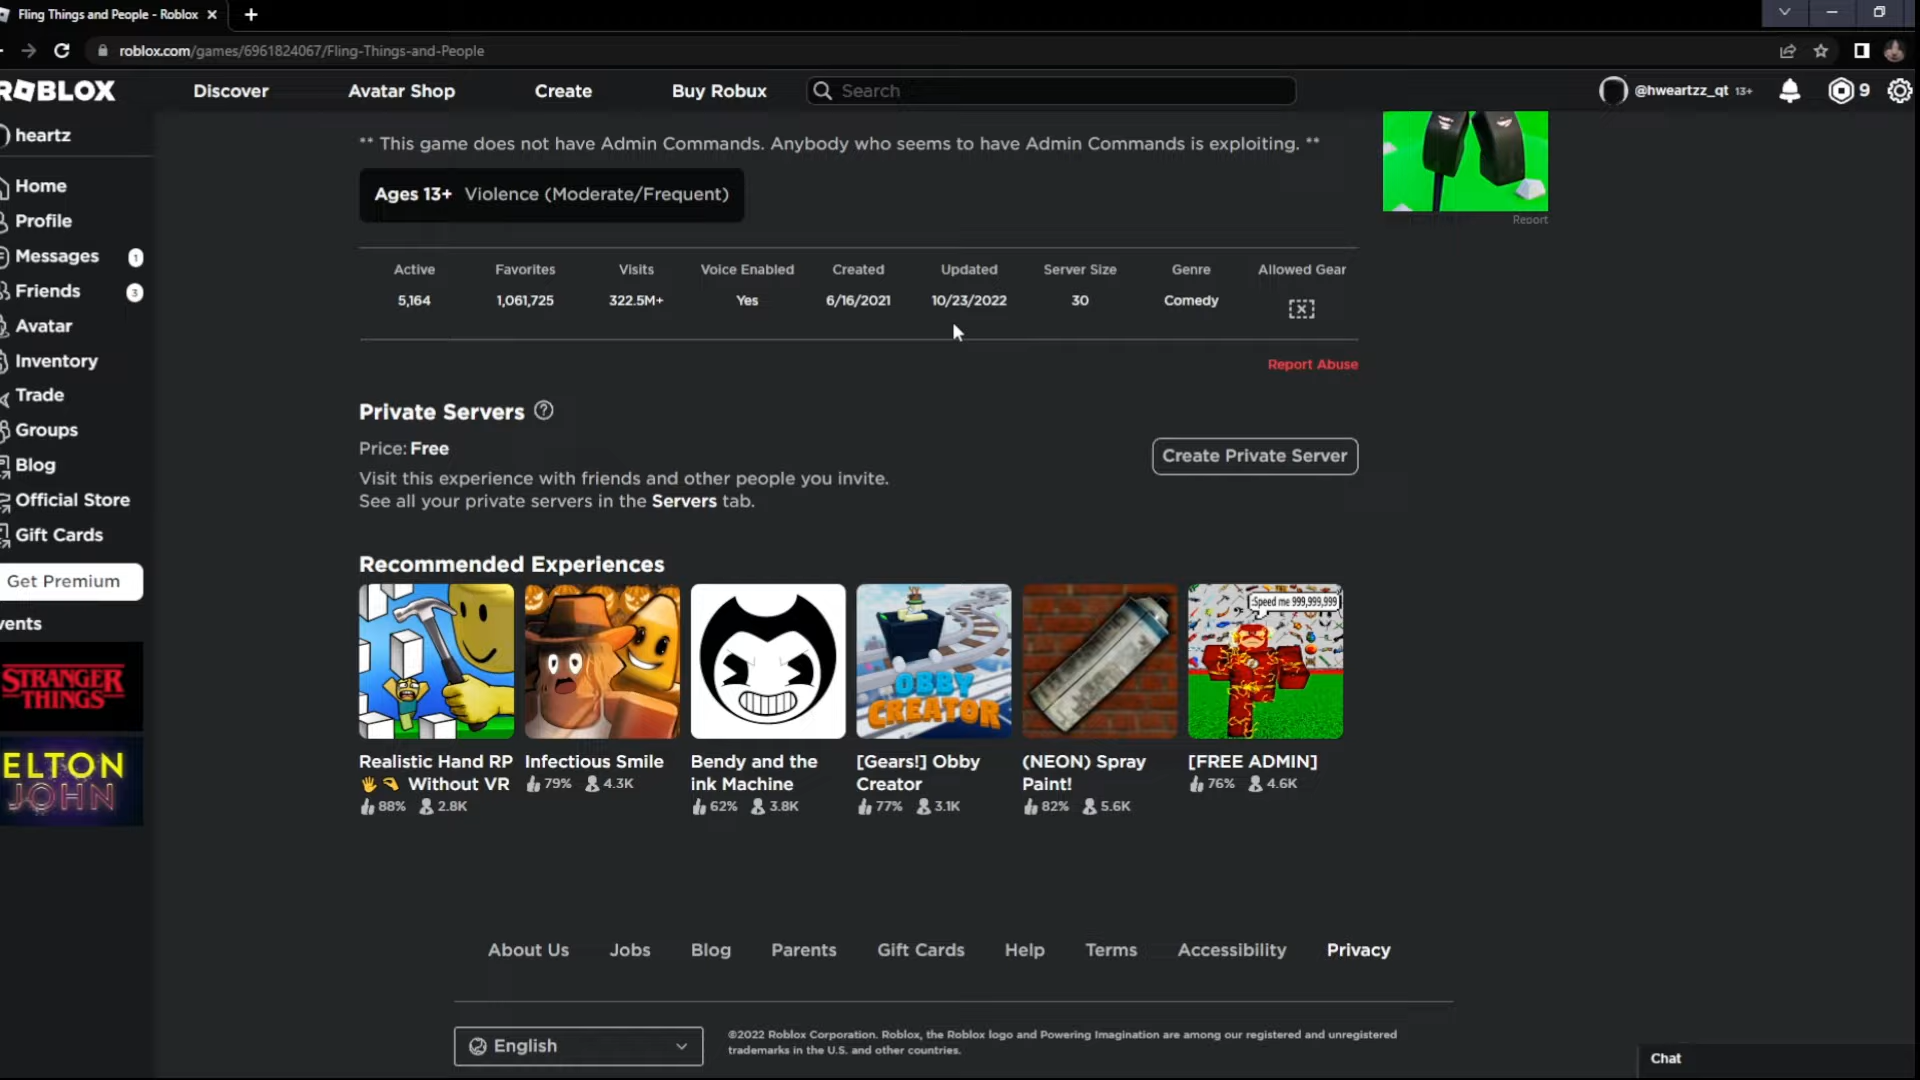 Fling Things and People - Roblox
roblox.com/games/6961824067/Fling-Things-and-People
ROBLOX
Discover
Avatar Shop
Create
Buy Robux
Search
@hweartzz_qt 13+
9
heartz
Home
Profile
Messages 1
Friends 3
Avatar
Inventory
Trade
Groups
Blog
Official Store
Gift Cards
Get Premium
vents
STRANGER
THINGS
ELTON
JOHN
** This game does not have Admin Commands. Anybody who seems to have Admin Commands is exploiting. **
Ages 13+ Violence (Moderate/Frequent)
Report
Active Favorites Visits Voice Enabled Created Updated Server Size Genre Allowed Gear
5,164 1,061,725 322.5M+ Yes 6/16/2021 10/23/2022 30 Comedy
Report Abuse
Private Servers
Price: Free
Create Private Server
Visit this experience with friends and other people you invite.
See all your private servers in the Servers tab.
Recommended Experiences
OBBY
CREATOR
:Speed me 999,999,999
Realistic Hand RP
🖐 🤏 Without VR
88% 2.8K
Infectious Smile
79% 4.3K
Bendy and the
ink Machine
62% 3.8K
[Gears!] Obby
Creator
77% 3.1K
(NEON) Spray
Paint!
82% 5.6K
[FREE ADMIN]
76% 4.6K
About Us Jobs Blog Parents Gift Cards Help Terms Accessibility Privacy
English
©2022 Roblox Corporation. Roblox, the Roblox logo and Powering Imagination are among our registered and unregistered
trademarks in the U.S. and other countries.
Chat